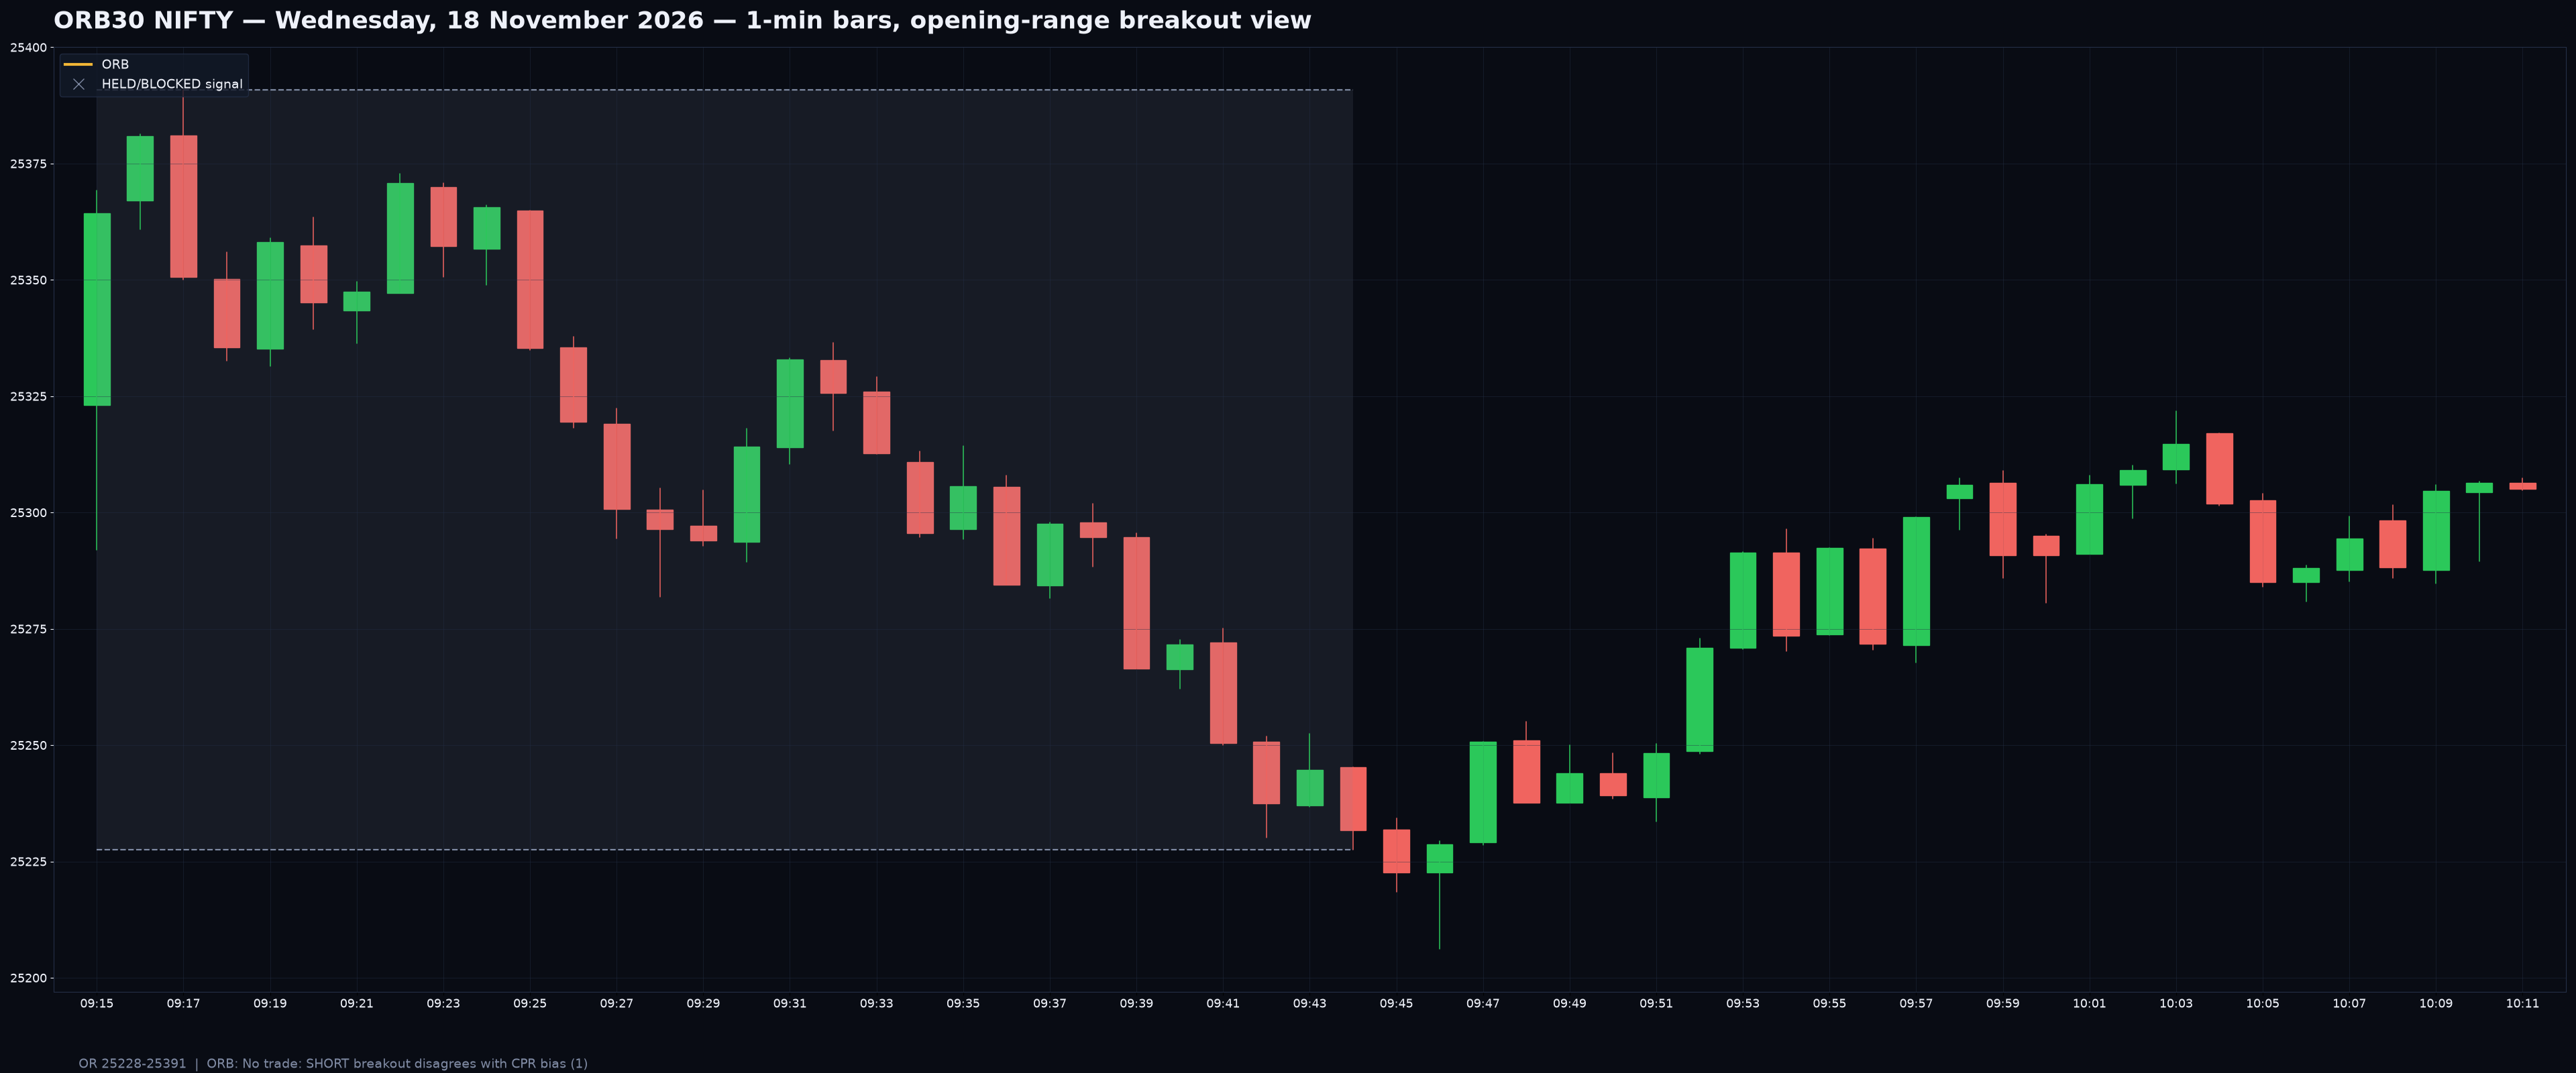 ORB30 NIFTY — Wednesday, 18 November 2026 — 1-min bars, opening-range breakout view
ORB
HELD/BLOCKED signal
25400
25375
25350
25325
25300
25275
25250
25225
25200
09:15 09:17 09:19 09:21 09:23 09:25 09:27 09:29 09:31 09:33 09:35 09:37 09:39 09:41 09:43 09:45 09:47 09:49 09:51 09:53 09:55 09:57 09:59 10:01 10:03 10:05 10:07 10:09 10:11
OR 25228-25391 | ORB: No trade: SHORT breakout disagrees with CPR bias (1)